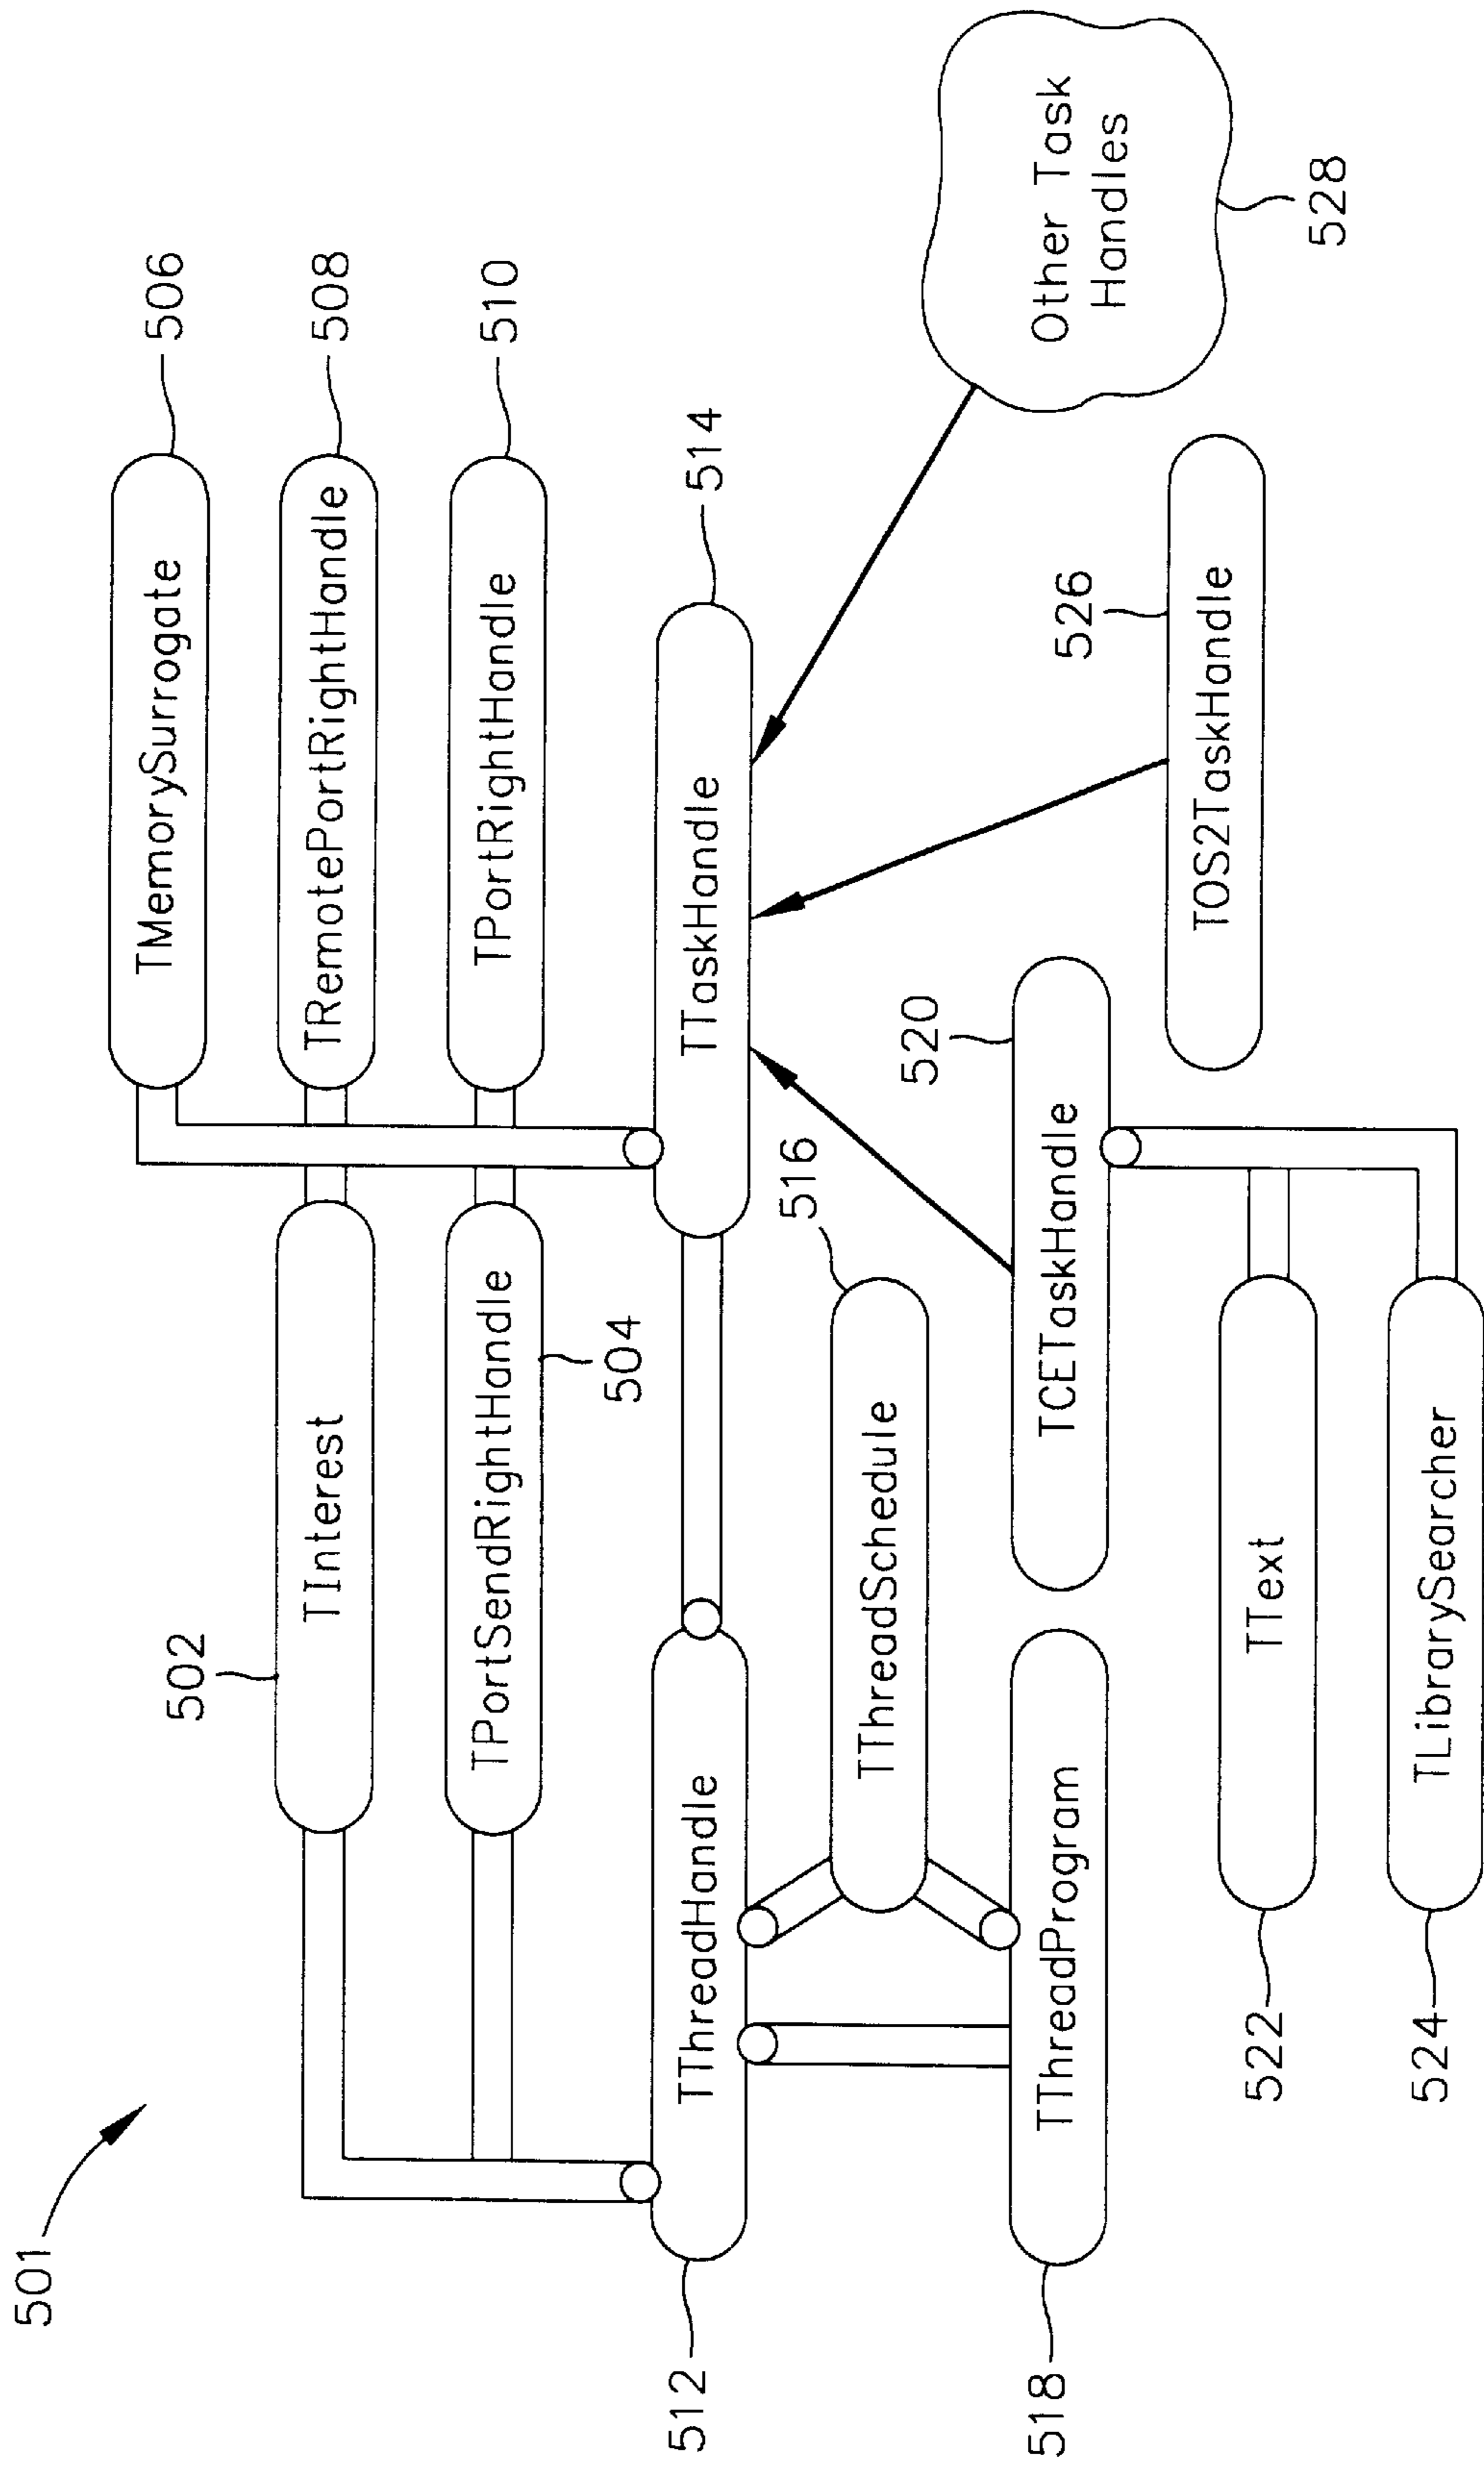 501
502
TInterest
TMemorySurrogate
506
TRemotePortRightHandle
508
TPortSendRightHandle
504
TPortRightHandle
510
512
TThreadHandle
TTaskHandle
514
516
TThreadSchedule
518
TThreadProgram
520
TCETaskHandle
526
TOS2TaskHandle
Other Task
Handles
528
522
TText
524
TLibrarySearcher